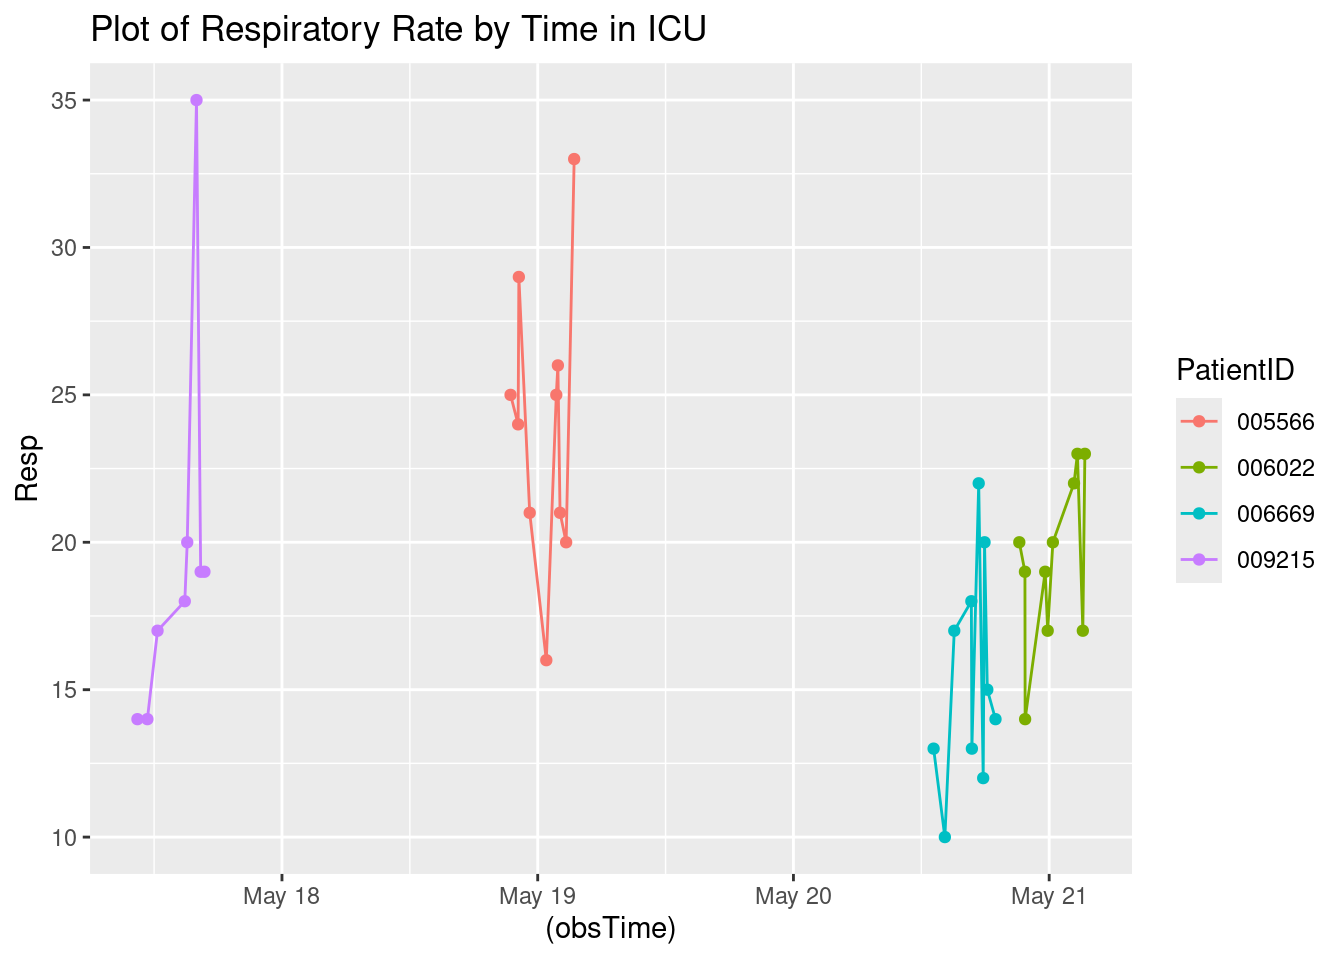 Plot of Respiratory Rate by Time in ICU
35
30
25
20
15
10
Resp
May 18
May 19
May 20
May 21
(obsTime)
PatientID
005566
006022
006669
009215